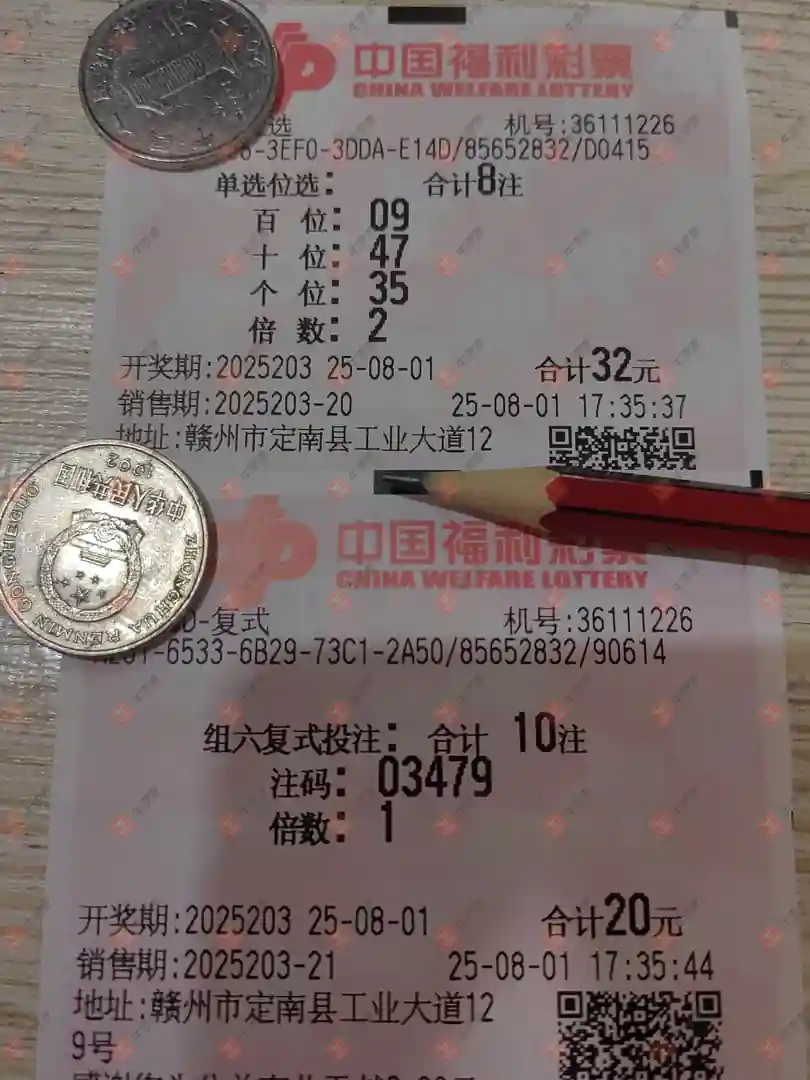 中国福利彩票
CHINA WELFARE LOTTERY
选 机号:36111226
-3EF0-3DDA-E14D/85652832/D0415
单选位选: 合计8注
百 位: 09
十 位: 47
个 位: 35
倍 数: 2
开奖期:2025203 25-08-01 合计32元
销售期:2025203-20 25-08-01 17:35:37
地址:赣州市定南县工业大道12
中华人民共和国
1992
ZHONGHUA RENMIN GONGHEGUO
中国福利彩票
CHINA WELFARE LOTTERY
D-复式 机号:36111226
-6533-6B29-73C1-2A50/85652832/90614
组六复式投注: 合计 10注
注码: 03479
倍数: 1
开奖期:2025203 25-08-01 合计20元
销售期:2025203-21 25-08-01 17:35:44
地址:赣州市定南县工业大道12
9号